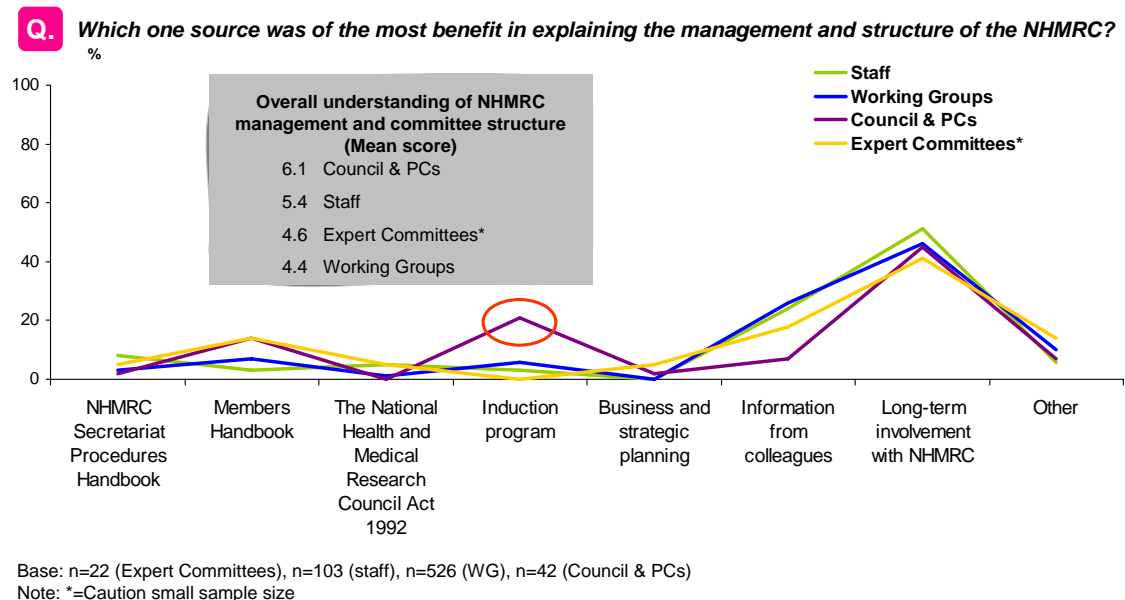 Q. Which one source was of the most benefit in explaining the management and structure of the NHMRC?
%
Staff
Working Groups
Council & PCs
Expert Committees*
Overall understanding of NHMRC
management and committee structure
(Mean score)
6.1 Council & PCs
5.4 Staff
4.6 Expert Committees*
4.4 Working Groups
100
80
60
40
20
0
NHMRC
Secretariat
Procedures
Handbook
Members
Handbook
The National
Health and
Medical
Research
Council Act
1992
Induction
program
Business and
strategic
planning
Information
from
colleagues
Long-term
involvement
with NHMRC
Other
Base: n=22 (Expert Committees), n=103 (staff), n=526 (WG), n=42 (Council & PCs)
Note: *=Caution small sample size